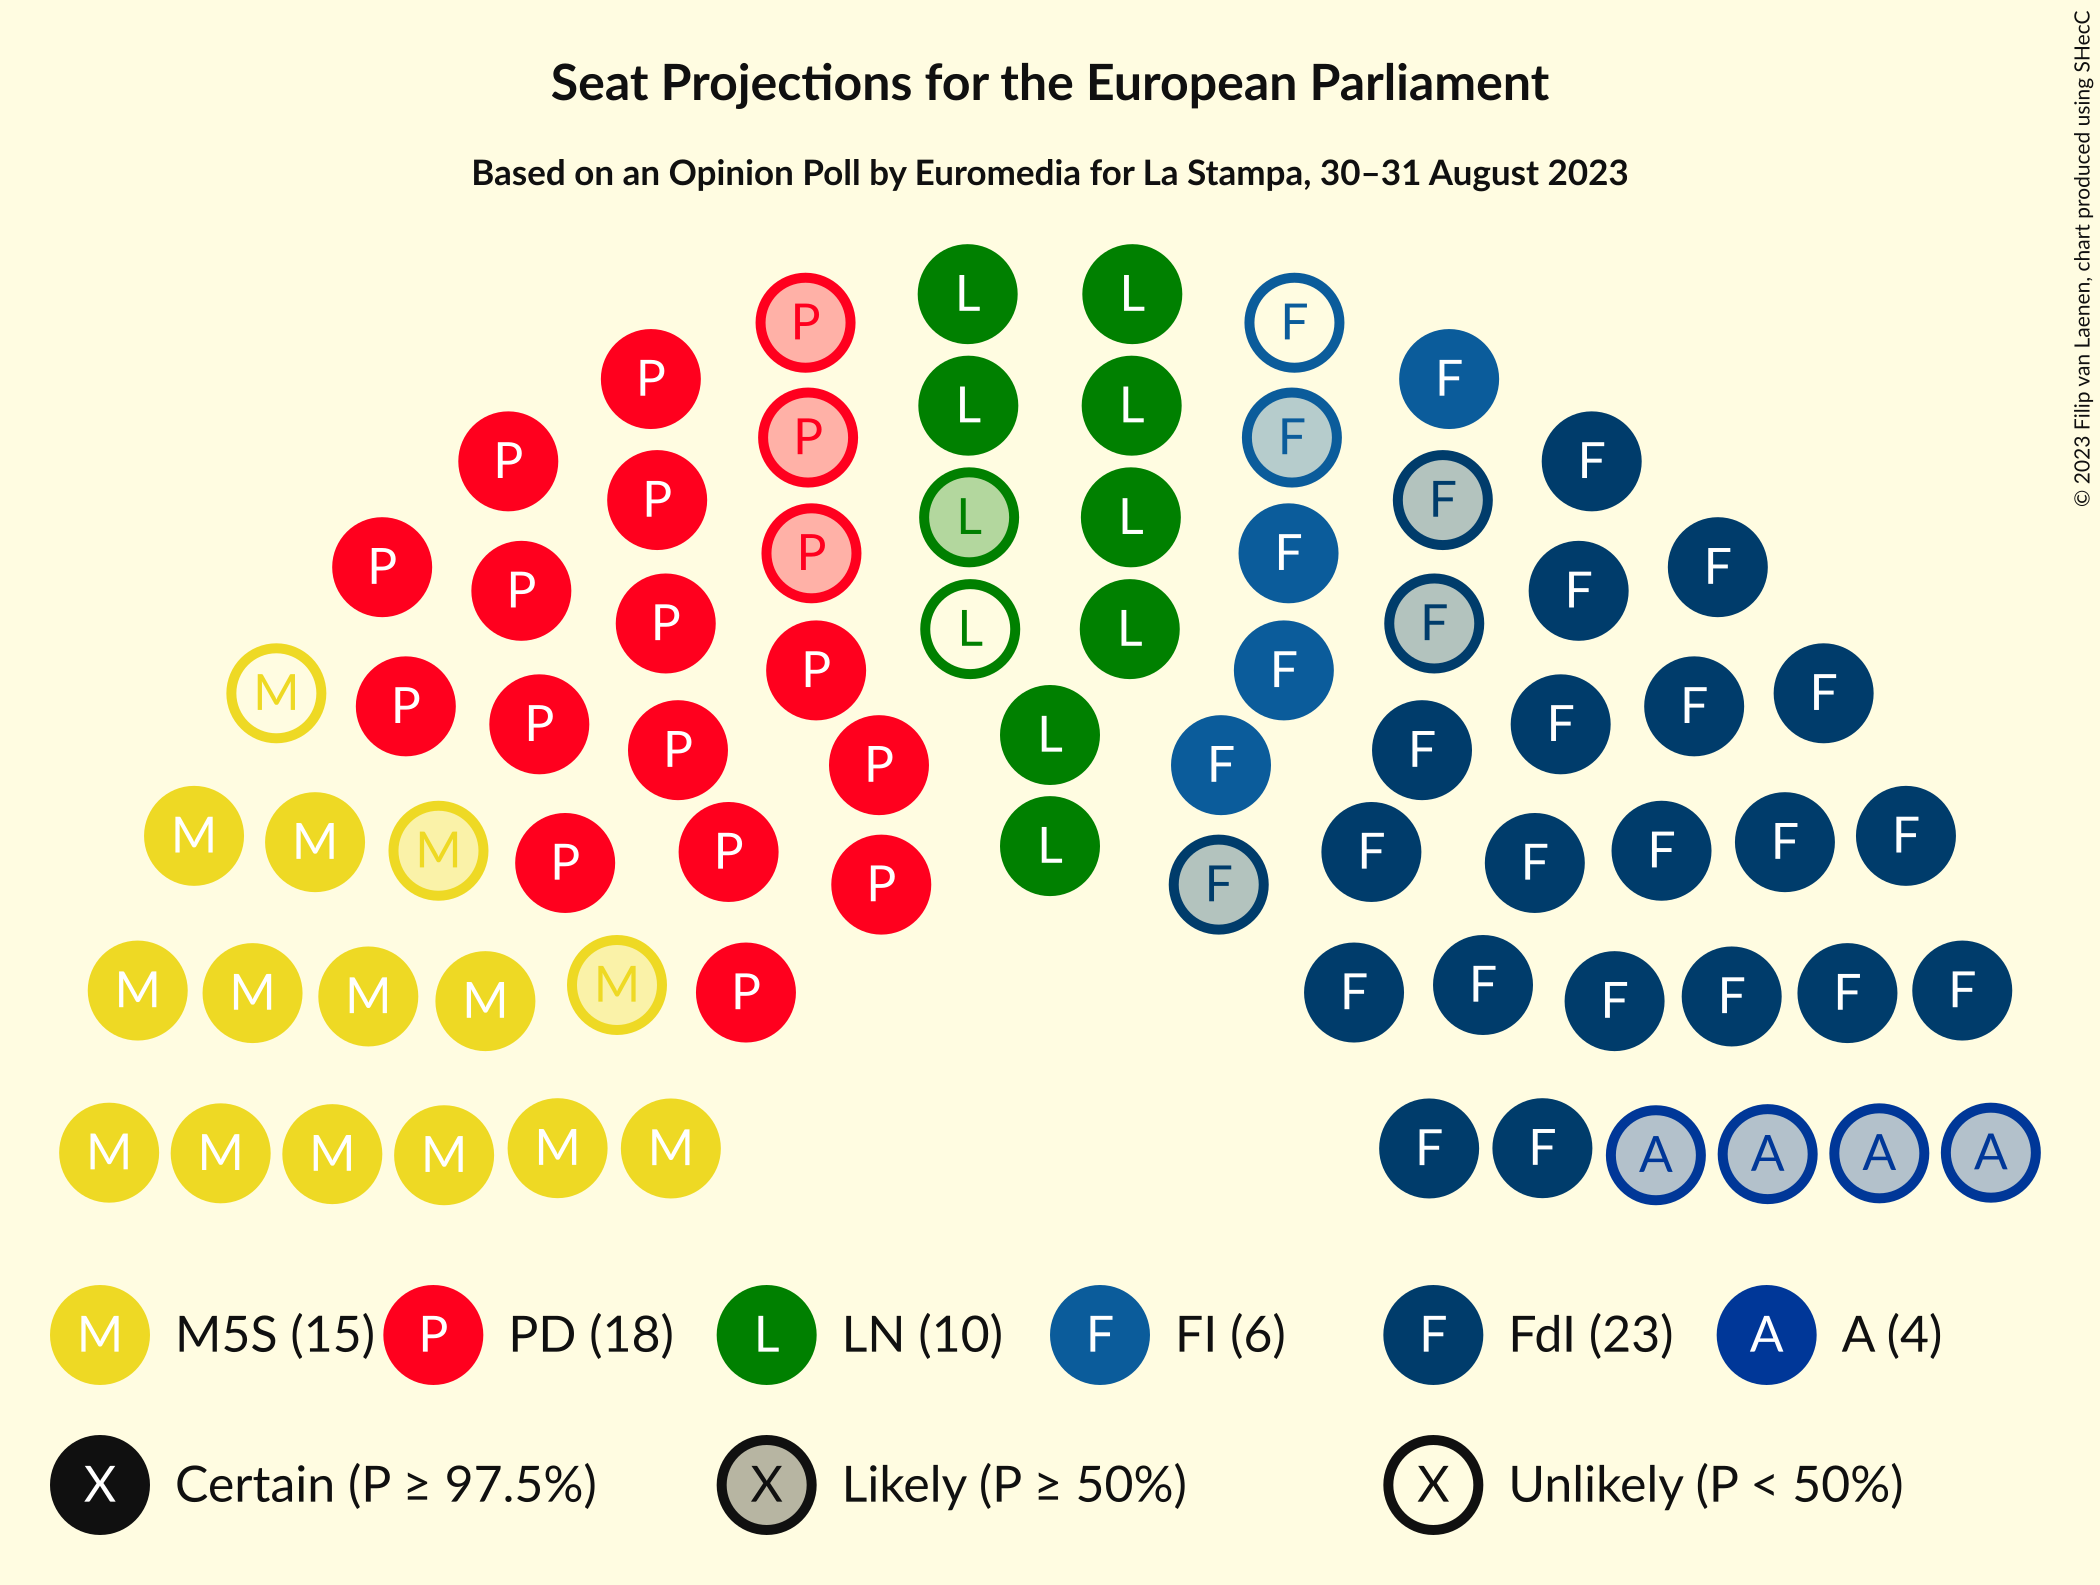 Seat Projections for the European Parliament
Based on an Opinion Poll by Euromedia for La Stampa, 30–31 August 2023
© 2023 Filip van Laenen, chart produced using SHecC
L L
P F
P F
L L
P F
P F
F
P F
L L
P F
P F
P F
P F
P F
L L
M P P F F F
P F
L
P P P F F F
P F
M M M F F F
L
P P F F
P F
M M M M M P F F F F F F
M M M M M M F F A A A A
M M5S (15) P PD (18) L LN (10) F FI (6) F FdI (23) A A (4)
X Certain (P ≥ 97.5%) X Likely (P ≥ 50%) X Unlikely (P < 50%)